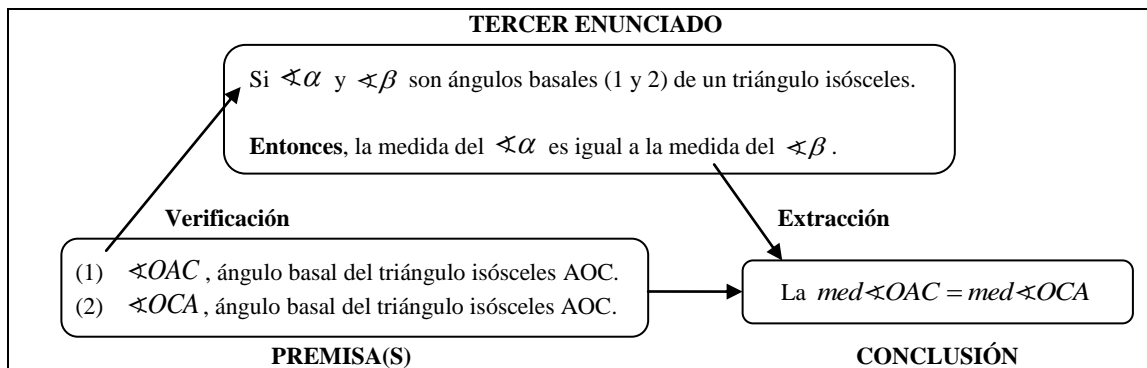 TERCER ENUNCIADO
Si ∢α y ∢β son ángulos basales (1 y 2) de un triángulo isósceles.
Entonces, la medida del ∢α es igual a la medida del ∢β.
Verificación
Extracción
(1) ∢OAC, ángulo basal del triángulo isósceles AOC.
(2) ∢OCA, ángulo basal del triángulo isósceles AOC.
La med∢OAC = med∢OCA
PREMISA(S)
CONCLUSIÓN